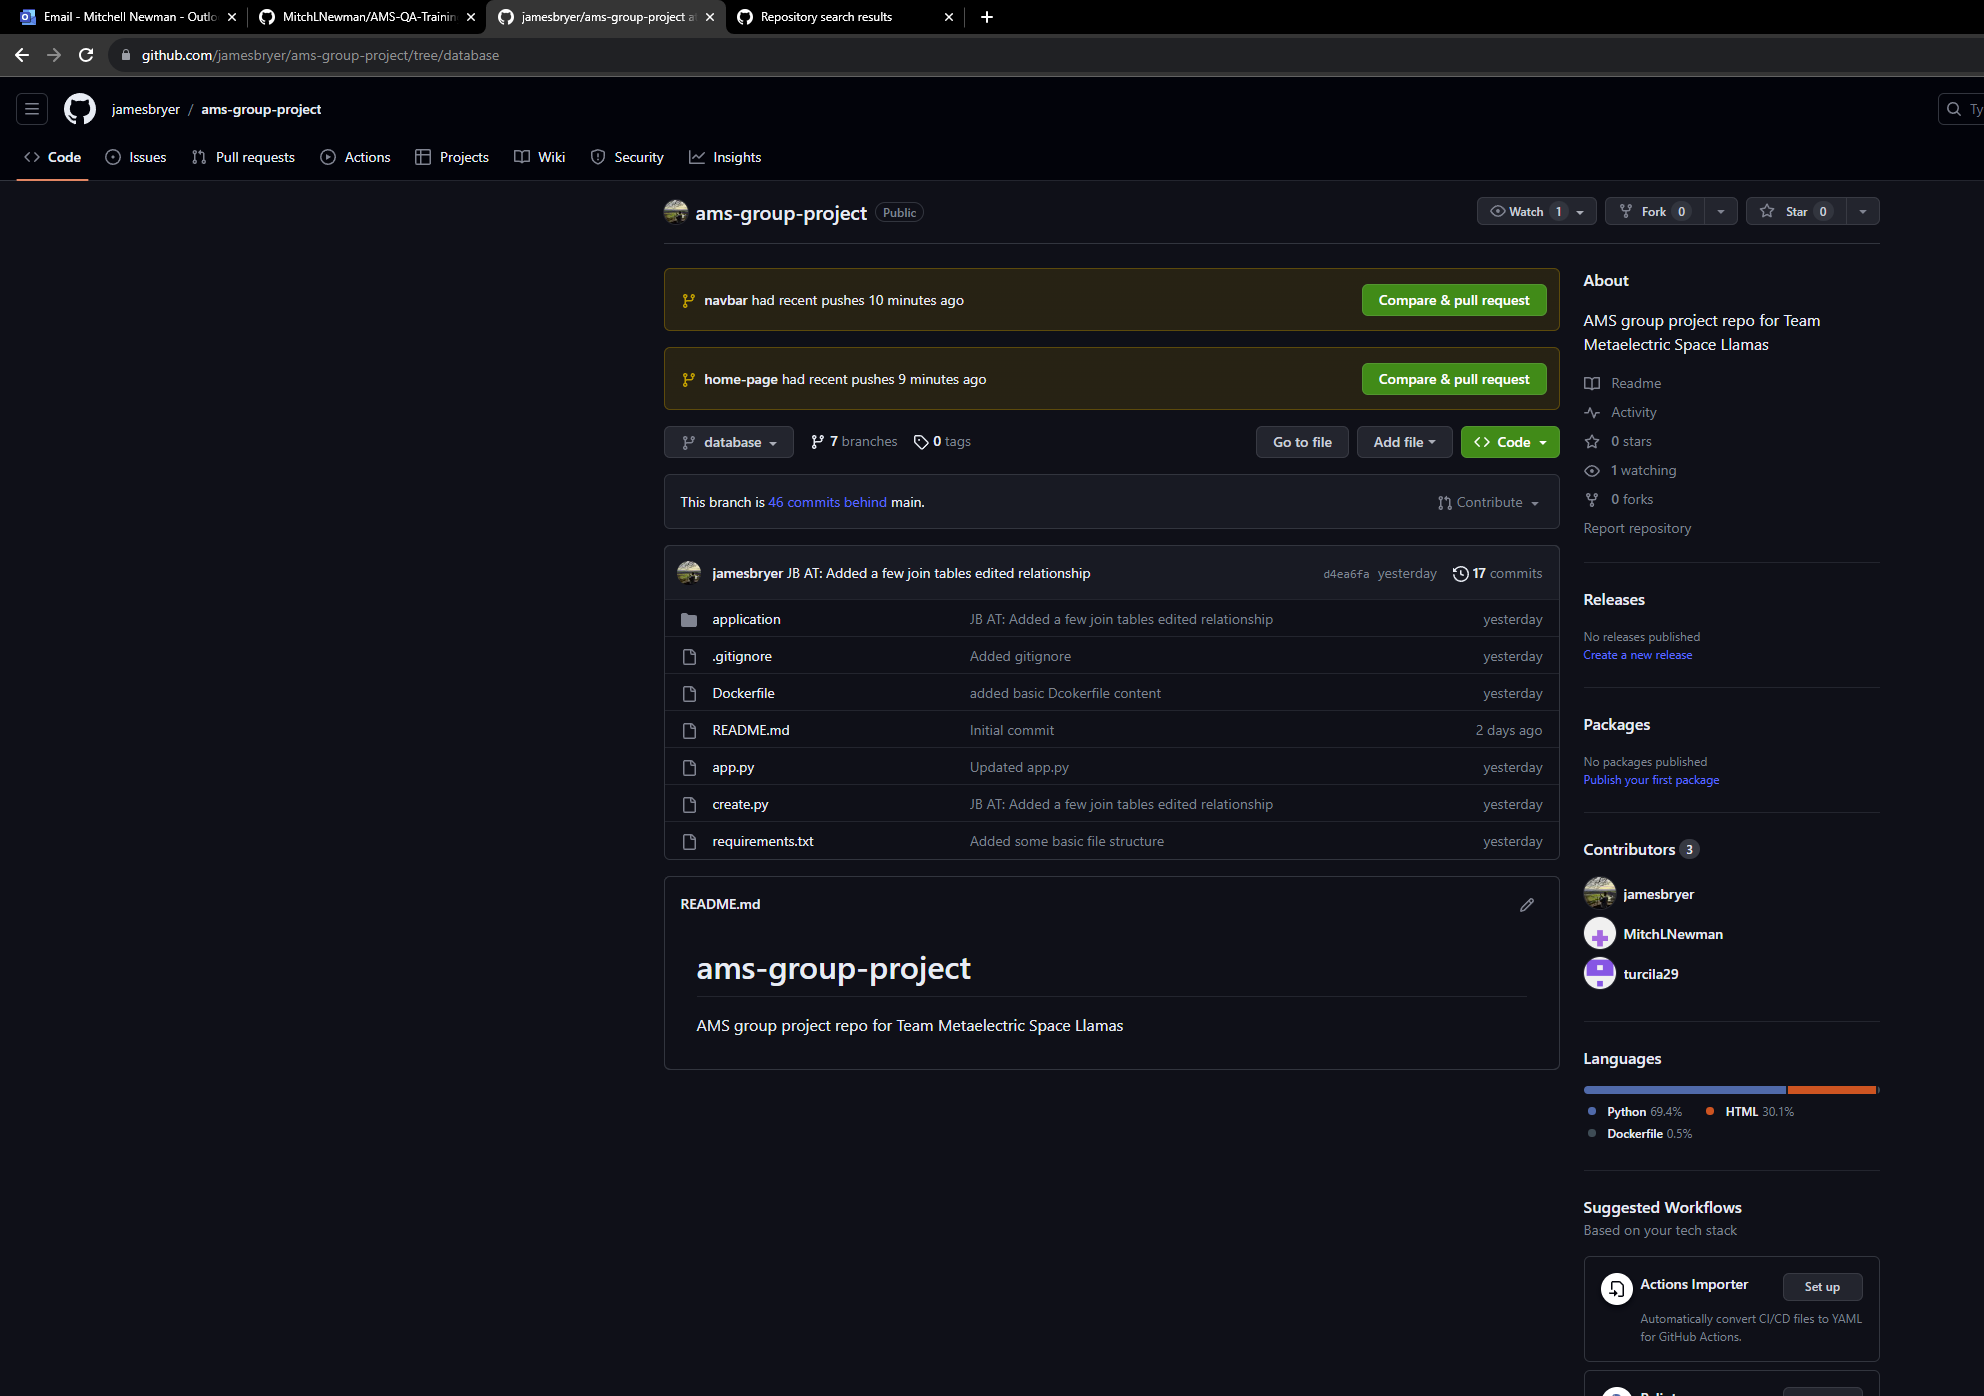 Email - Mitchell Newman - Outlo
MitchLNewman/AMS-QA-Trainin
jamesbryer/ams-group-project a
Repository search results
github.com/jamesbryer/ams-group-project/tree/database
jamesbryer / ams-group-project
Ty
Code
Issues
Pull requests
Actions
Projects
Wiki
Security
Insights
ams-group-project Public
Watch 1
Fork 0
Star 0
navbar had recent pushes 10 minutes ago
Compare & pull request
home-page had recent pushes 9 minutes ago
Compare & pull request
database
7 branches
0 tags
Go to file
Add file
Code
This branch is 46 commits behind main.
Contribute
jamesbryer JB AT: Added a few join tables edited relationship d4ea6fa yesterday 17 commits
application JB AT: Added a few join tables edited relationship yesterday
.gitignore Added gitignore yesterday
Dockerfile added basic Dcokerfile content yesterday
README.md Initial commit 2 days ago
app.py Updated app.py yesterday
create.py JB AT: Added a few join tables edited relationship yesterday
requirements.txt Added some basic file structure yesterday
README.md
ams-group-project
AMS group project repo for Team Metaelectric Space Llamas
About
AMS group project repo for Team
Metaelectric Space Llamas
Readme
Activity
0 stars
1 watching
0 forks
Report repository
Releases
No releases published
Create a new release
Packages
No packages published
Publish your first package
Contributors 3
jamesbryer
MitchLNewman
turcila29
Languages
Python 69.4% HTML 30.1%
Dockerfile 0.5%
Suggested Workflows
Based on your tech stack
Actions Importer
Set up
Automatically convert CI/CD files to YAML
for GitHub Actions.